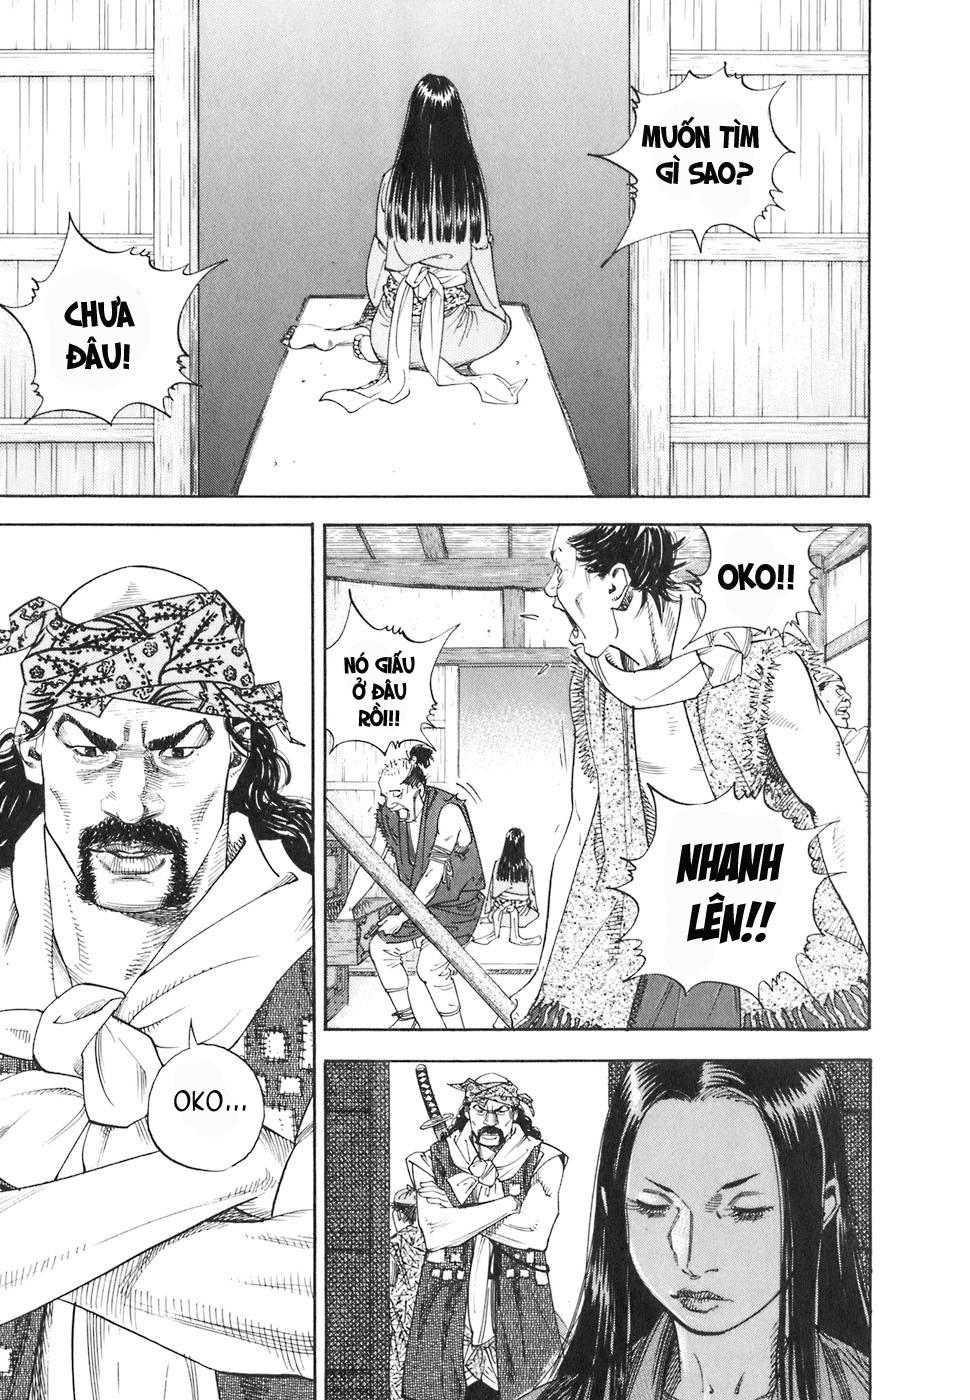 MUỐN TÌM
GÌ SAO?
CHƯA
ĐÂU!
OKO!!
NÓ GIẤU
Ở ĐÂU
RỒI!!
NHANH
LÊN!!
OKO...